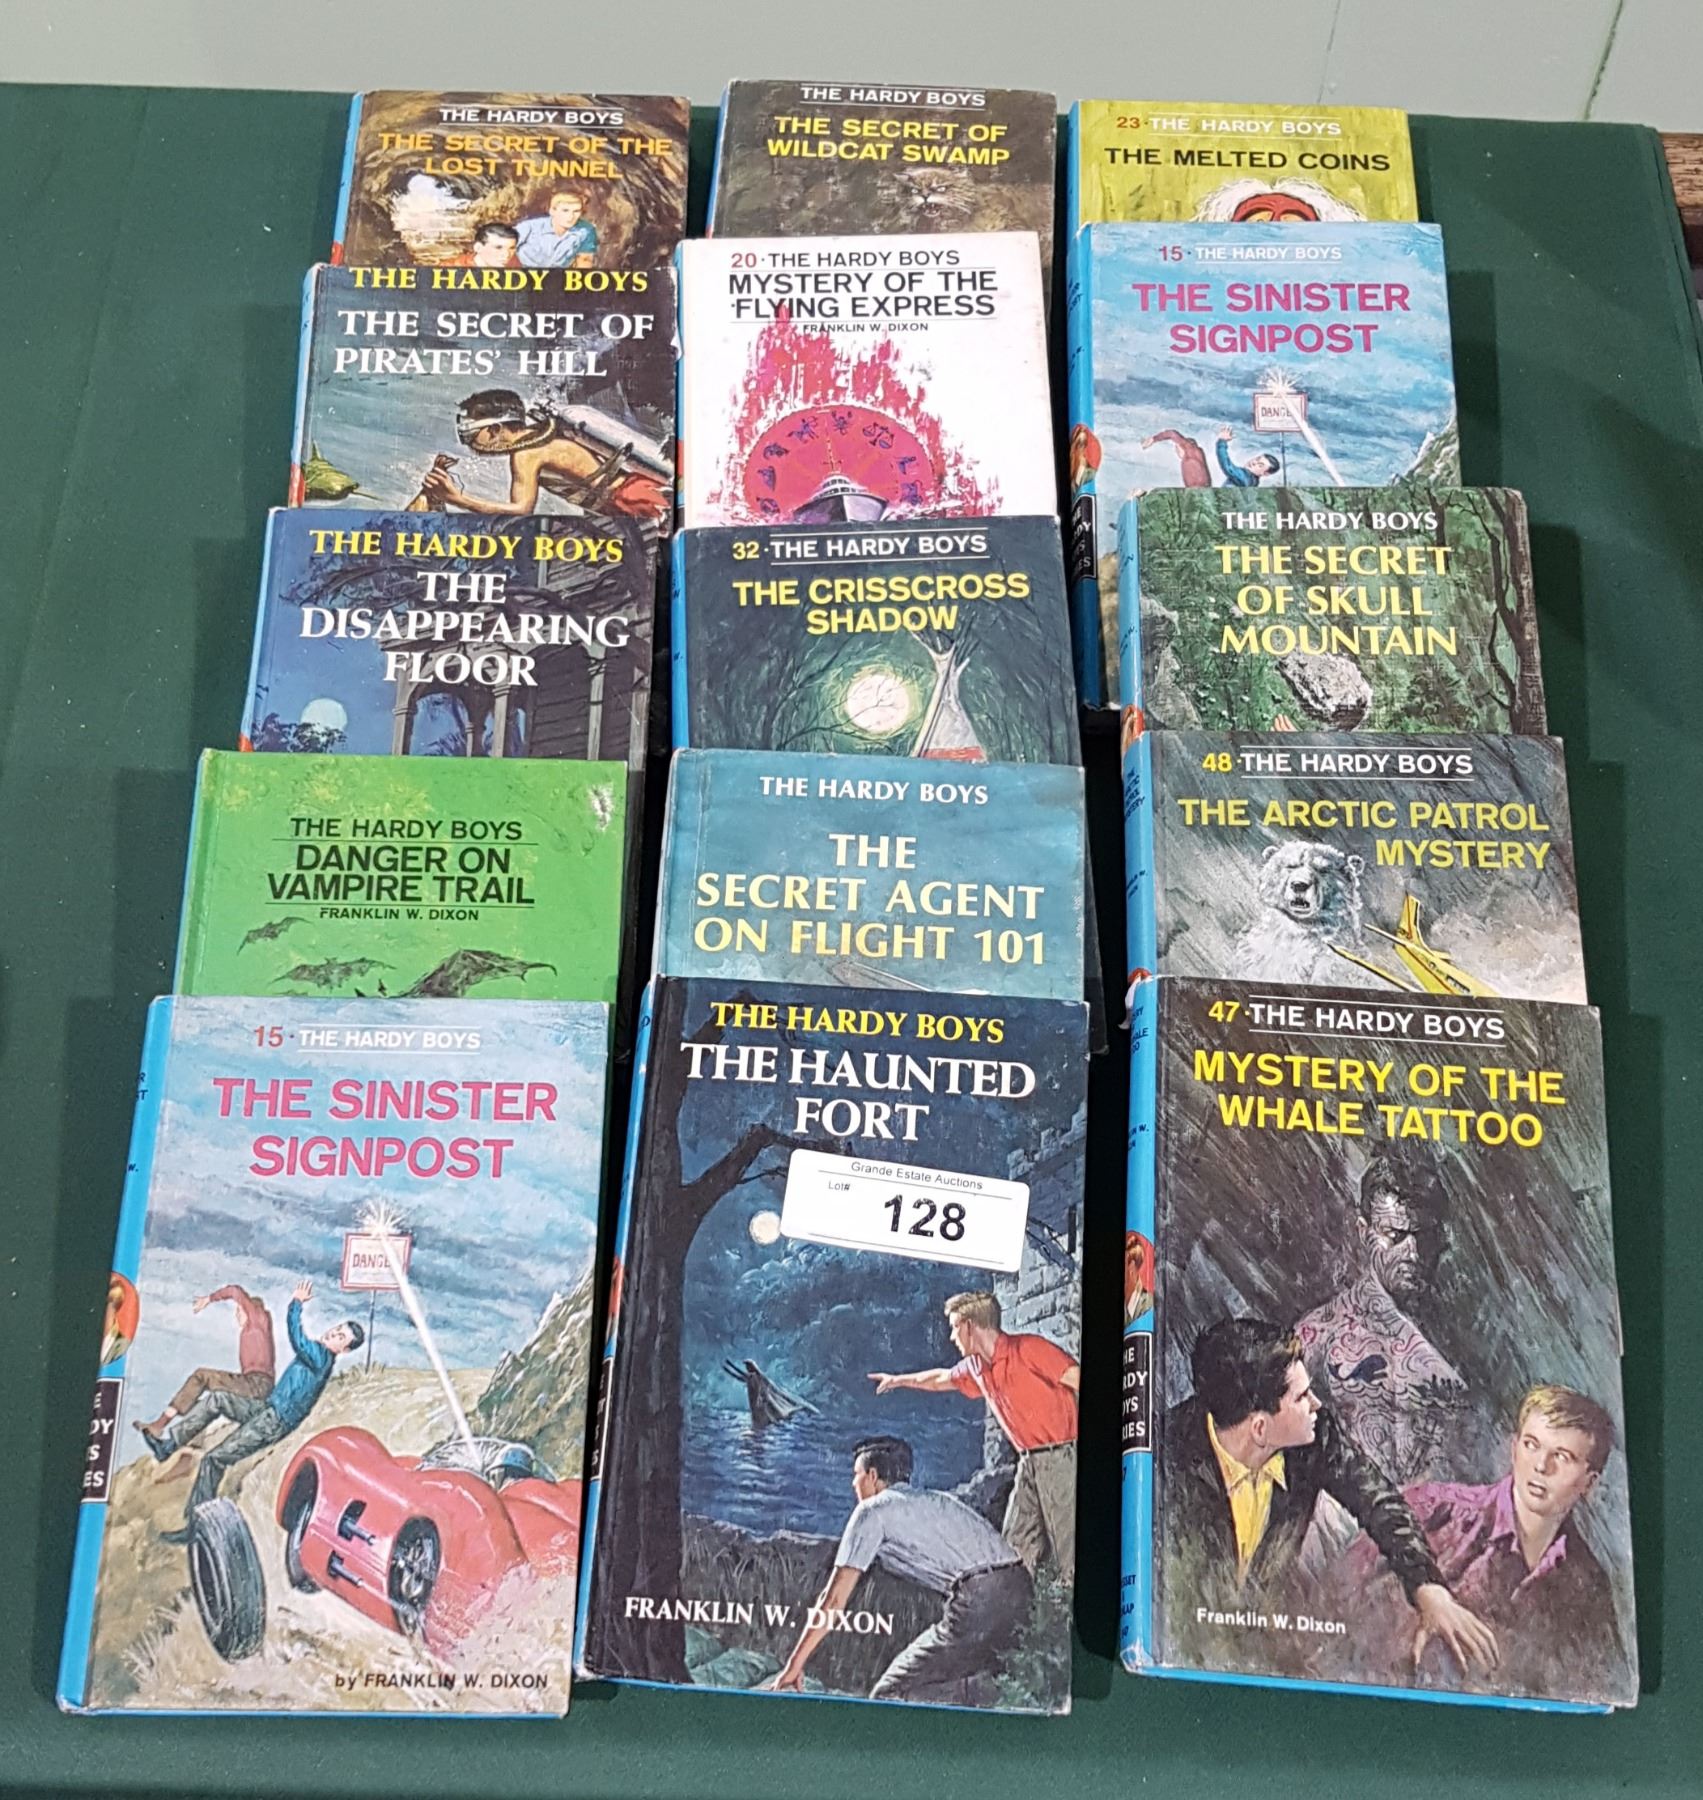 THE HARDY BOYS
THE SECRET OF THE
LOST TUNNEL
THE HARDY BOYS
THE SECRET OF
WILDCAT SWAMP
23·THE HARDY BOYS
THE MELTED COINS
THE HARDY BOYS
THE SECRET OF
PIRATES' HILL
20·THE HARDY BOYS
MYSTERY OF THE
FLYING EXPRESS
FRANKLIN W. DIXON
15·THE HARDY BOYS
THE SINISTER
SIGNPOST
DANGER
THE HARDY BOYS
THE
DISAPPEARING
FLOOR
32·THE HARDY BOYS
THE CRISSCROSS
SHADOW
THE HARDY BOYS
THE SECRET
OF SKULL
MOUNTAIN
THE HARDY BOYS
DANGER ON
VAMPIRE TRAIL
FRANKLIN W. DIXON
THE HARDY BOYS
THE
SECRET AGENT
ON FLIGHT 101
48·THE HARDY BOYS
THE ARCTIC PATROL
MYSTERY
15·THE HARDY BOYS
THE SINISTER
SIGNPOST
DANGER
by FRANKLIN W. DIXON
THE HARDY BOYS
THE HAUNTED
FORT
Grande Estate Auctions
Lot#
128
FRANKLIN W. DIXON
47·THE HARDY BOYS
MYSTERY OF THE
WHALE TATTOO
Franklin W. Dixon